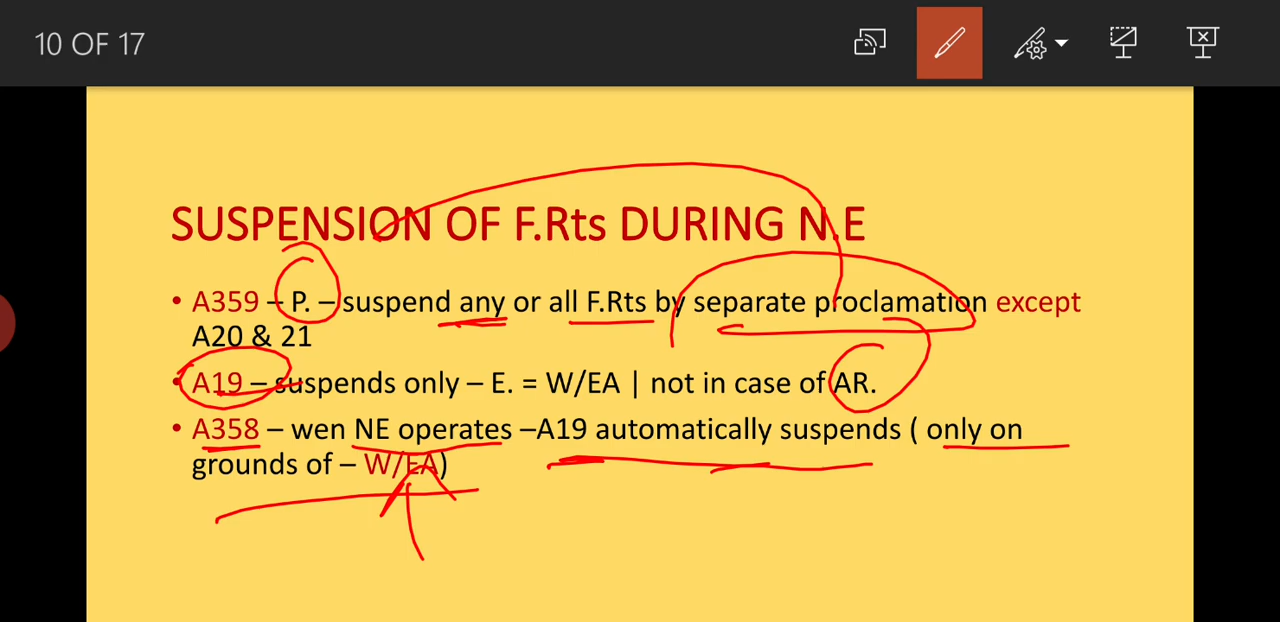 10 OF 17
SUSPENSION OF F.Rts DURING N.E
• A359 – P. – suspend any or all F.Rts by separate proclamation except
A20 & 21
• A19 – suspends only – E. = W/EA | not in case of AR.
• A358 – wen NE operates –A19 automatically suspends ( only on
grounds of – W/EA)